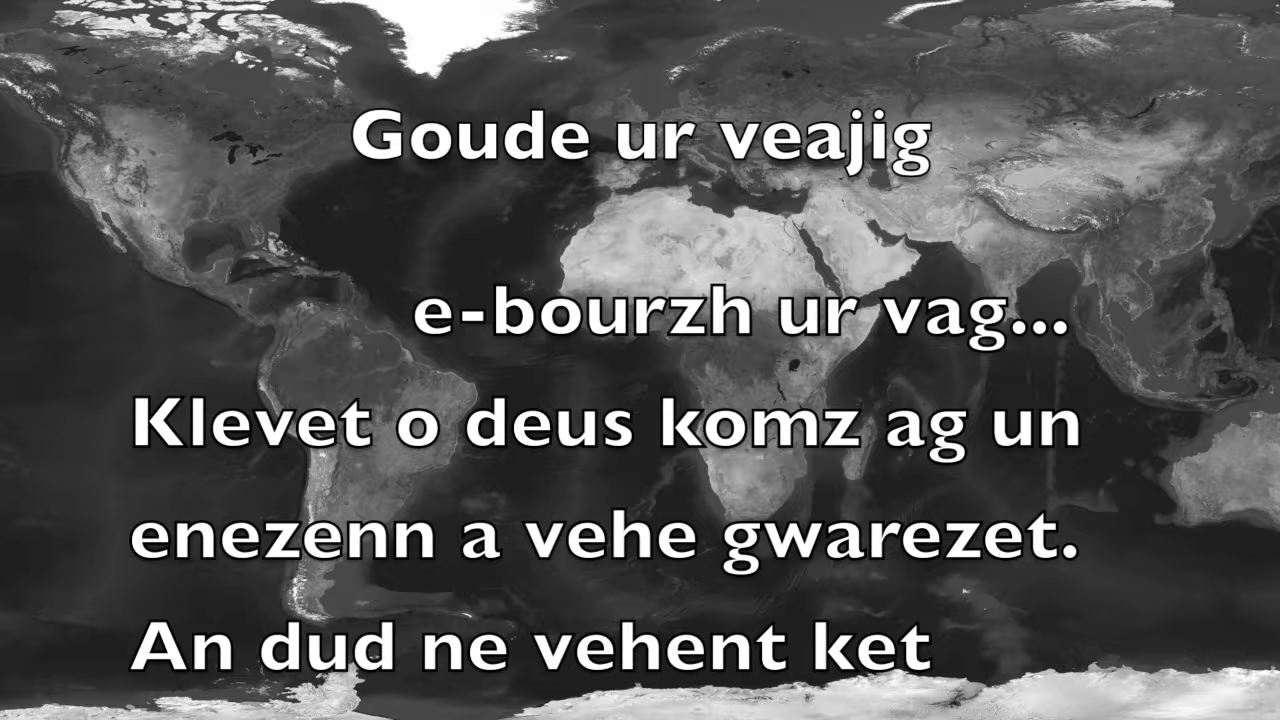 Goude ur veajig
e-bourzh ur vag...
Klevet o deus komz ag un
enezenn a vehe gwarezet.
An dud ne vehent ket